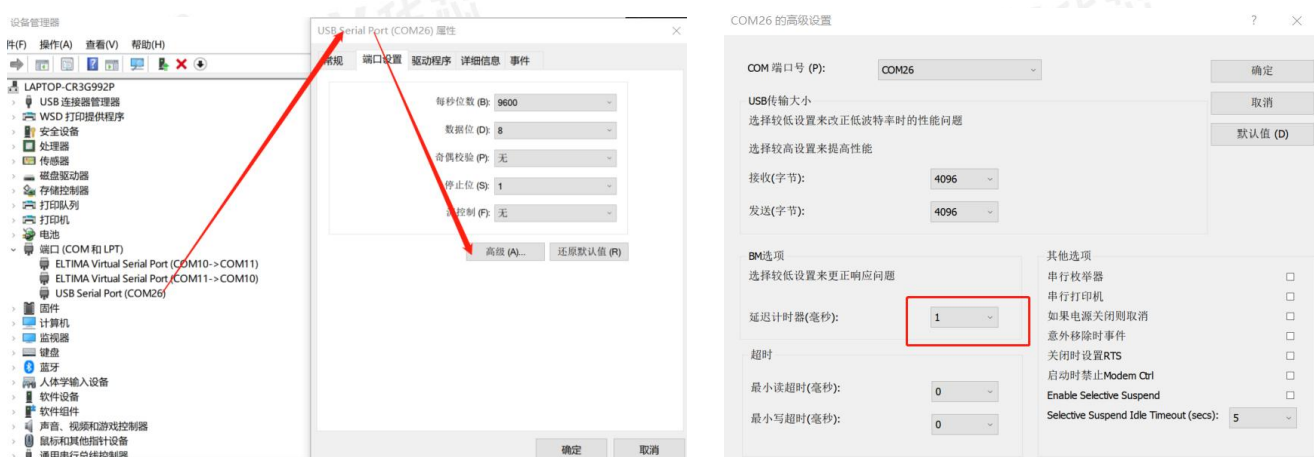 设备管理器
件(F) 操作(A) 查看(V) 帮助(H)
LAPTOP-CR3G992P
USB 连接器管理器
WSD 打印提供程序
安全设备
处理器
传感器
磁盘驱动器
存储控制器
打印队列
打印机
电池
端口 (COM 和 LPT)
ELTIMA Virtual Serial Port (COM10->COM11)
ELTIMA Virtual Serial Port (COM11->COM10)
USB Serial Port (COM26)
固件
计算机
监视器
键盘
蓝牙
人体学输入设备
软件设备
软件组件
声音、视频和游戏控制器
鼠标和其他指针设备
通用串行总线控制器
USB Serial Port (COM26) 属性
常规 端口设置 驱动程序 详细信息 事件
每秒位数 (B): 9600
数据位 (D): 8
奇偶校验 (P): 无
停止位 (S): 1
控制 (F): 无
高级 (A)... 还原默认值 (R)
确定 取消
COM26 的高级设置
COM 端口号 (P): COM26
确定
取消
默认值 (D)
USB传输大小
选择较低设置来改正低波特率时的性能问题
选择较高设置来提高性能
接收(字节): 4096
发送(字节): 4096
BM选项
选择较低设置来更正响应问题
延迟计时器(毫秒): 1
超时
最小读超时(毫秒): 0
最小写超时(毫秒): 0
其他选项
串行枚举器
串行打印机
如果电源关闭则取消
意外移除时事件
关闭时设置RTS
启动时禁止Modem Ctrl
Enable Selective Suspend
Selective Suspend Idle Timeout (secs): 5